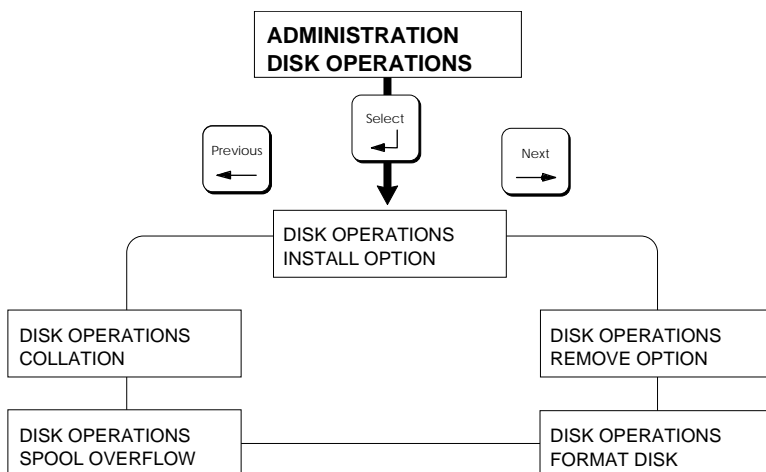 ADMINISTRATION
DISK OPERATIONS
Select
Previous
Next
DISK OPERATIONS
INSTALL OPTION
DISK OPERATIONS
COLLATION
DISK OPERATIONS
REMOVE OPTION
DISK OPERATIONS
SPOOL OVERFLOW
DISK OPERATIONS
FORMAT DISK